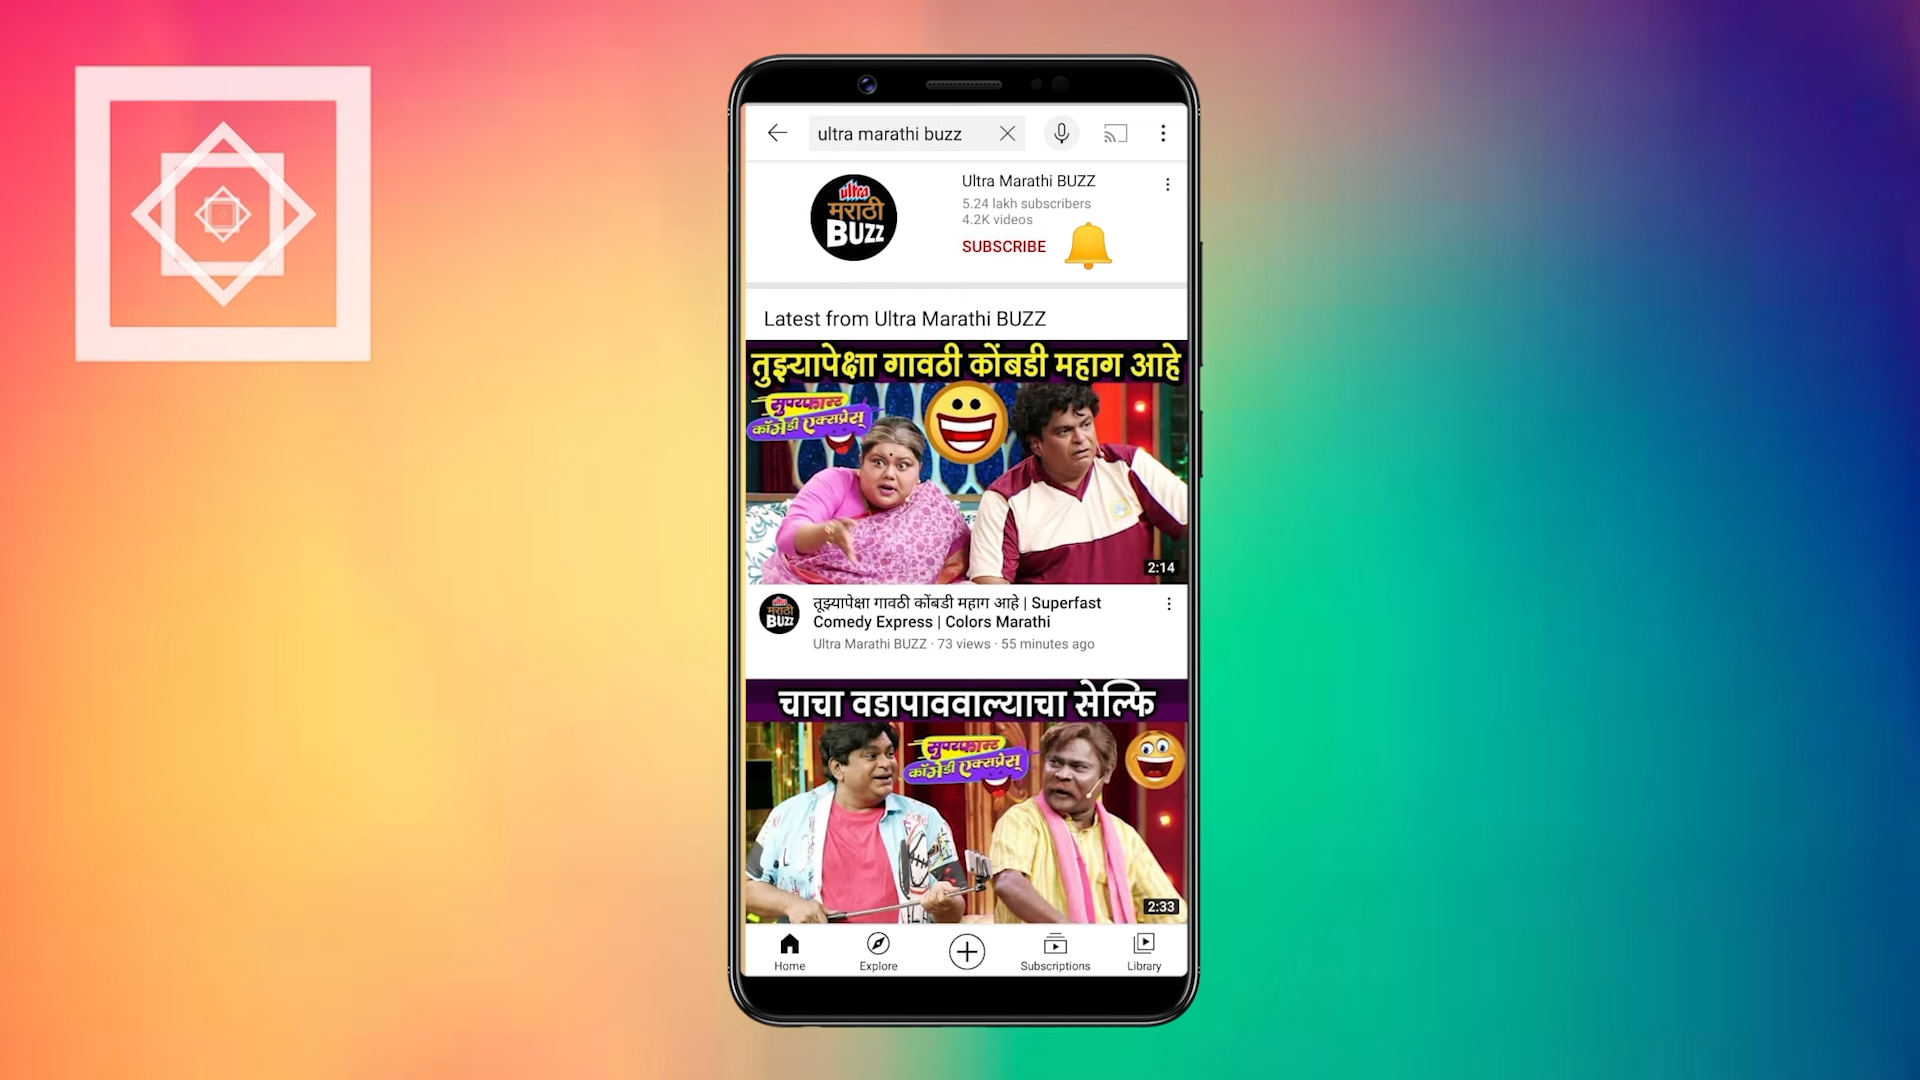 ultra marathi buzz
ultra
मराठी
BUZZ
Ultra Marathi BUZZ
5.24 lakh subscribers
4.2K videos
SUBSCRIBE
Latest from Ultra Marathi BUZZ
तुझ्यापेक्षा गावठी कोंबडी महाग आहे
सुपरफास्ट
कॉमेडी एक्सप्रेस्
2:14
ultra
मराठी
BUZZ
तूझ्यापेक्षा गावठी कोंबडी महाग आहे | Superfast
Comedy Express | Colors Marathi
Ultra Marathi BUZZ · 73 views · 55 minutes ago
चाचा वडापाववाल्याचा सेल्फि
सुपरफास्ट
कॉमेडी एक्सप्रेस्
2:33
Home
Explore
Subscriptions
Library